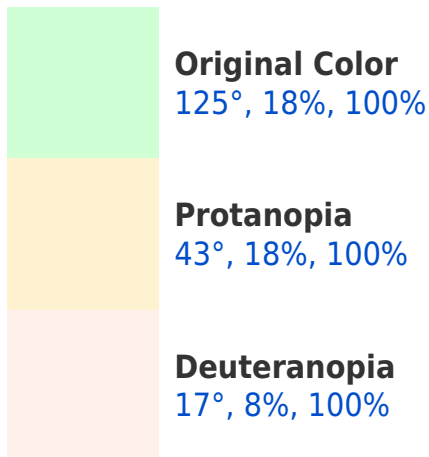 Original Color
125°, 18%, 100%
Protanopia
43°, 18%, 100%
Deuteranopia
17°, 8%, 100%